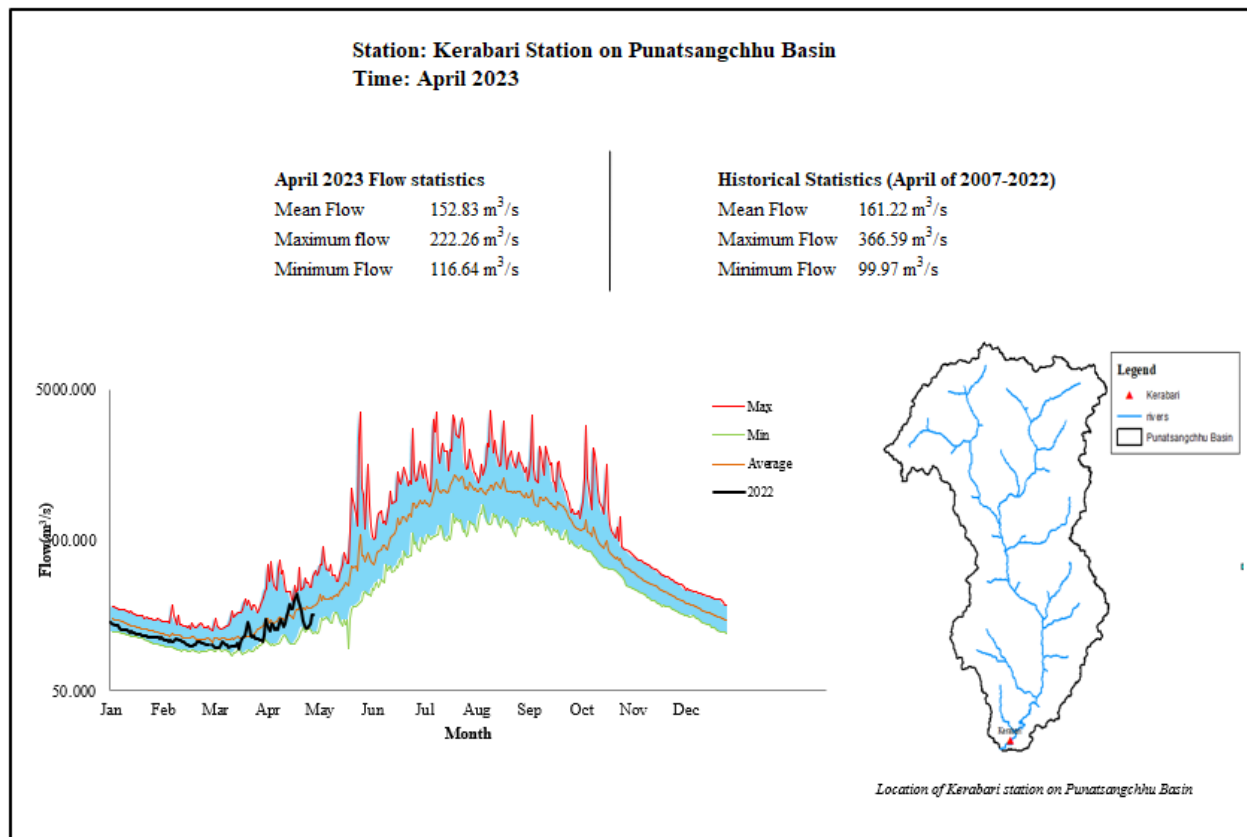 Station: Kerabari Station on Punatsangchhu Basin
Time: April 2023
April 2023 Flow statistics
Mean Flow 152.83 m³/s
Maximum flow 222.26 m³/s
Minimum Flow 116.64 m³/s
Historical Statistics (April of 2007-2022)
Mean Flow 161.22 m³/s
Maximum Flow 366.59 m³/s
Minimum Flow 99.97 m³/s
5000.000
50.000
Flow(m³/s)
Jan Feb Mar Apr May Jun Jul Aug Sep Oct Nov Dec
Month
Max
Min
Average
2022
Legend
Kerabari
rivers
Punatsangchhu Basin
Location of Kerabari station on Punatsangchhu Basin